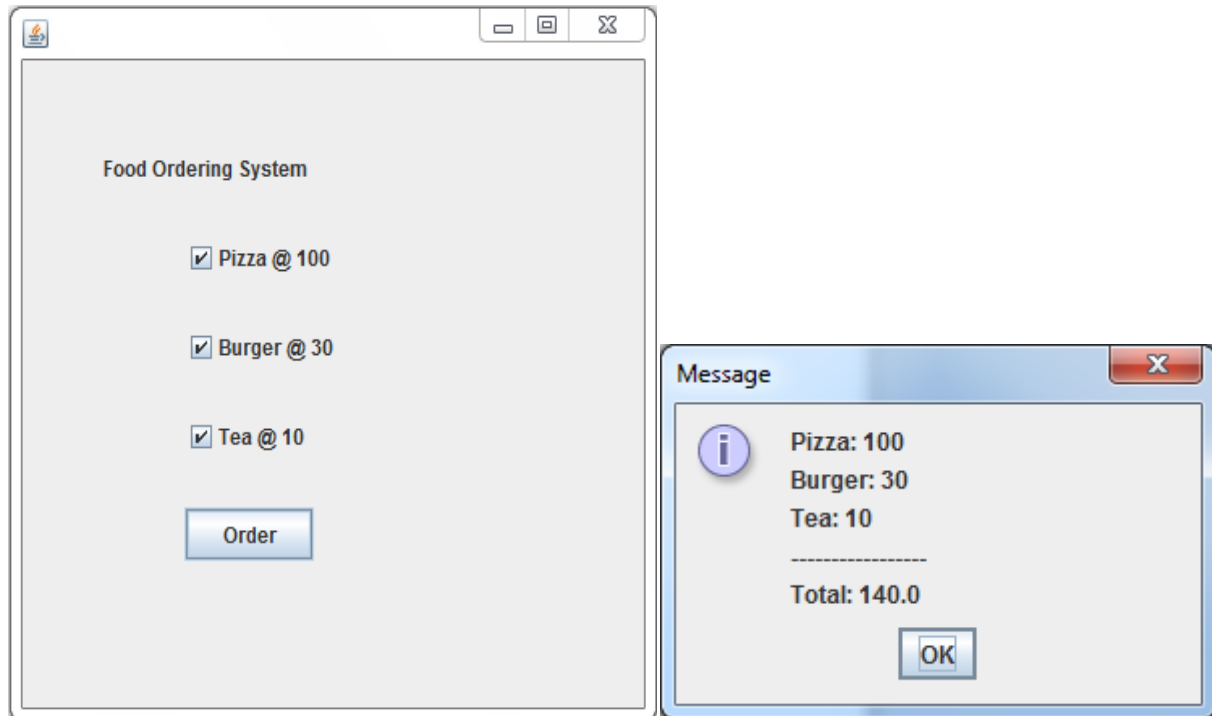 Food Ordering System
Pizza @ 100
Burger @ 30
Tea @ 10
Order
Message
Pizza: 100
Burger: 30
Tea: 10
-----------------
Total: 140.0
OK